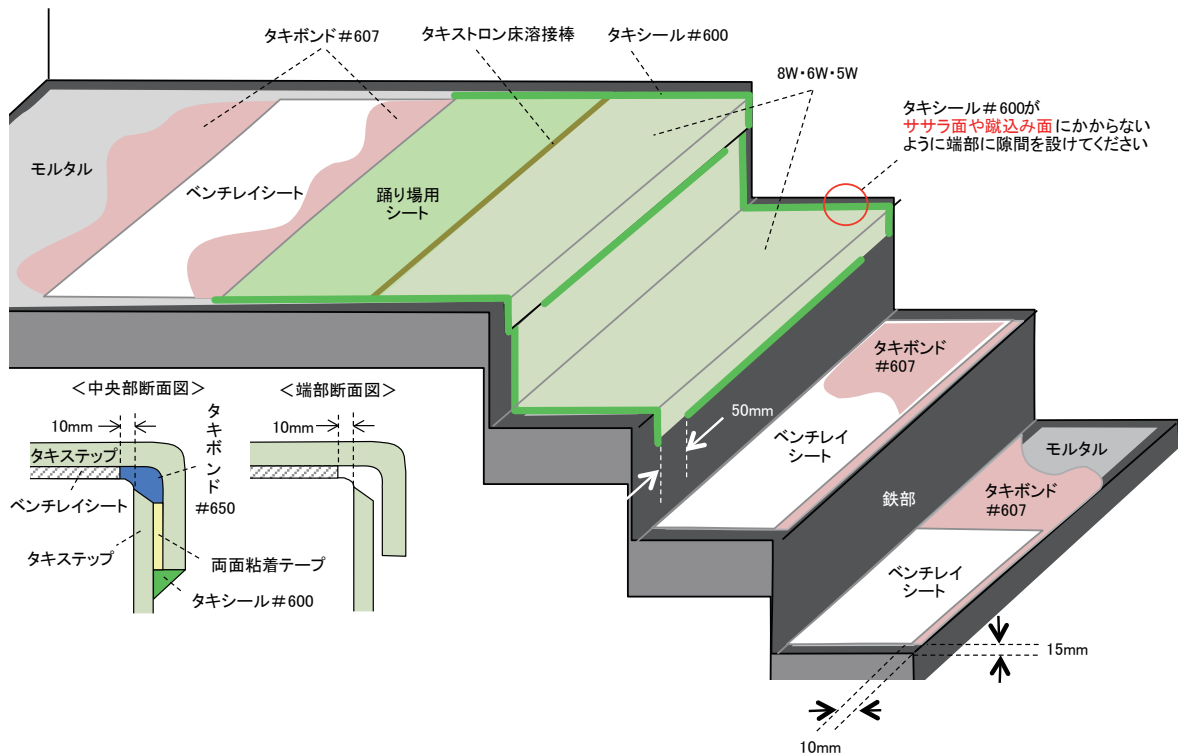 タキボンド#607
タキストロン床溶接棒
タキシール#600
8W・6W・5W
タキシール#600が
ササラ面や蹴込み面にかからない
ように端部に隙間を設けてください
モルタル
ベンチレイシート
踊り場用
シート
タキボンド
#607
ベンチレイ
シート
50mm
鉄部
モルタル
タキボンド
#607
ベンチレイ
シート
15mm
10mm
<中央部断面図>
10mm
タキボンド
#650
タキステップ
ベンチレイシート
タキステップ
両面粘着テープ
タキシール#600
<端部断面図>
10mm